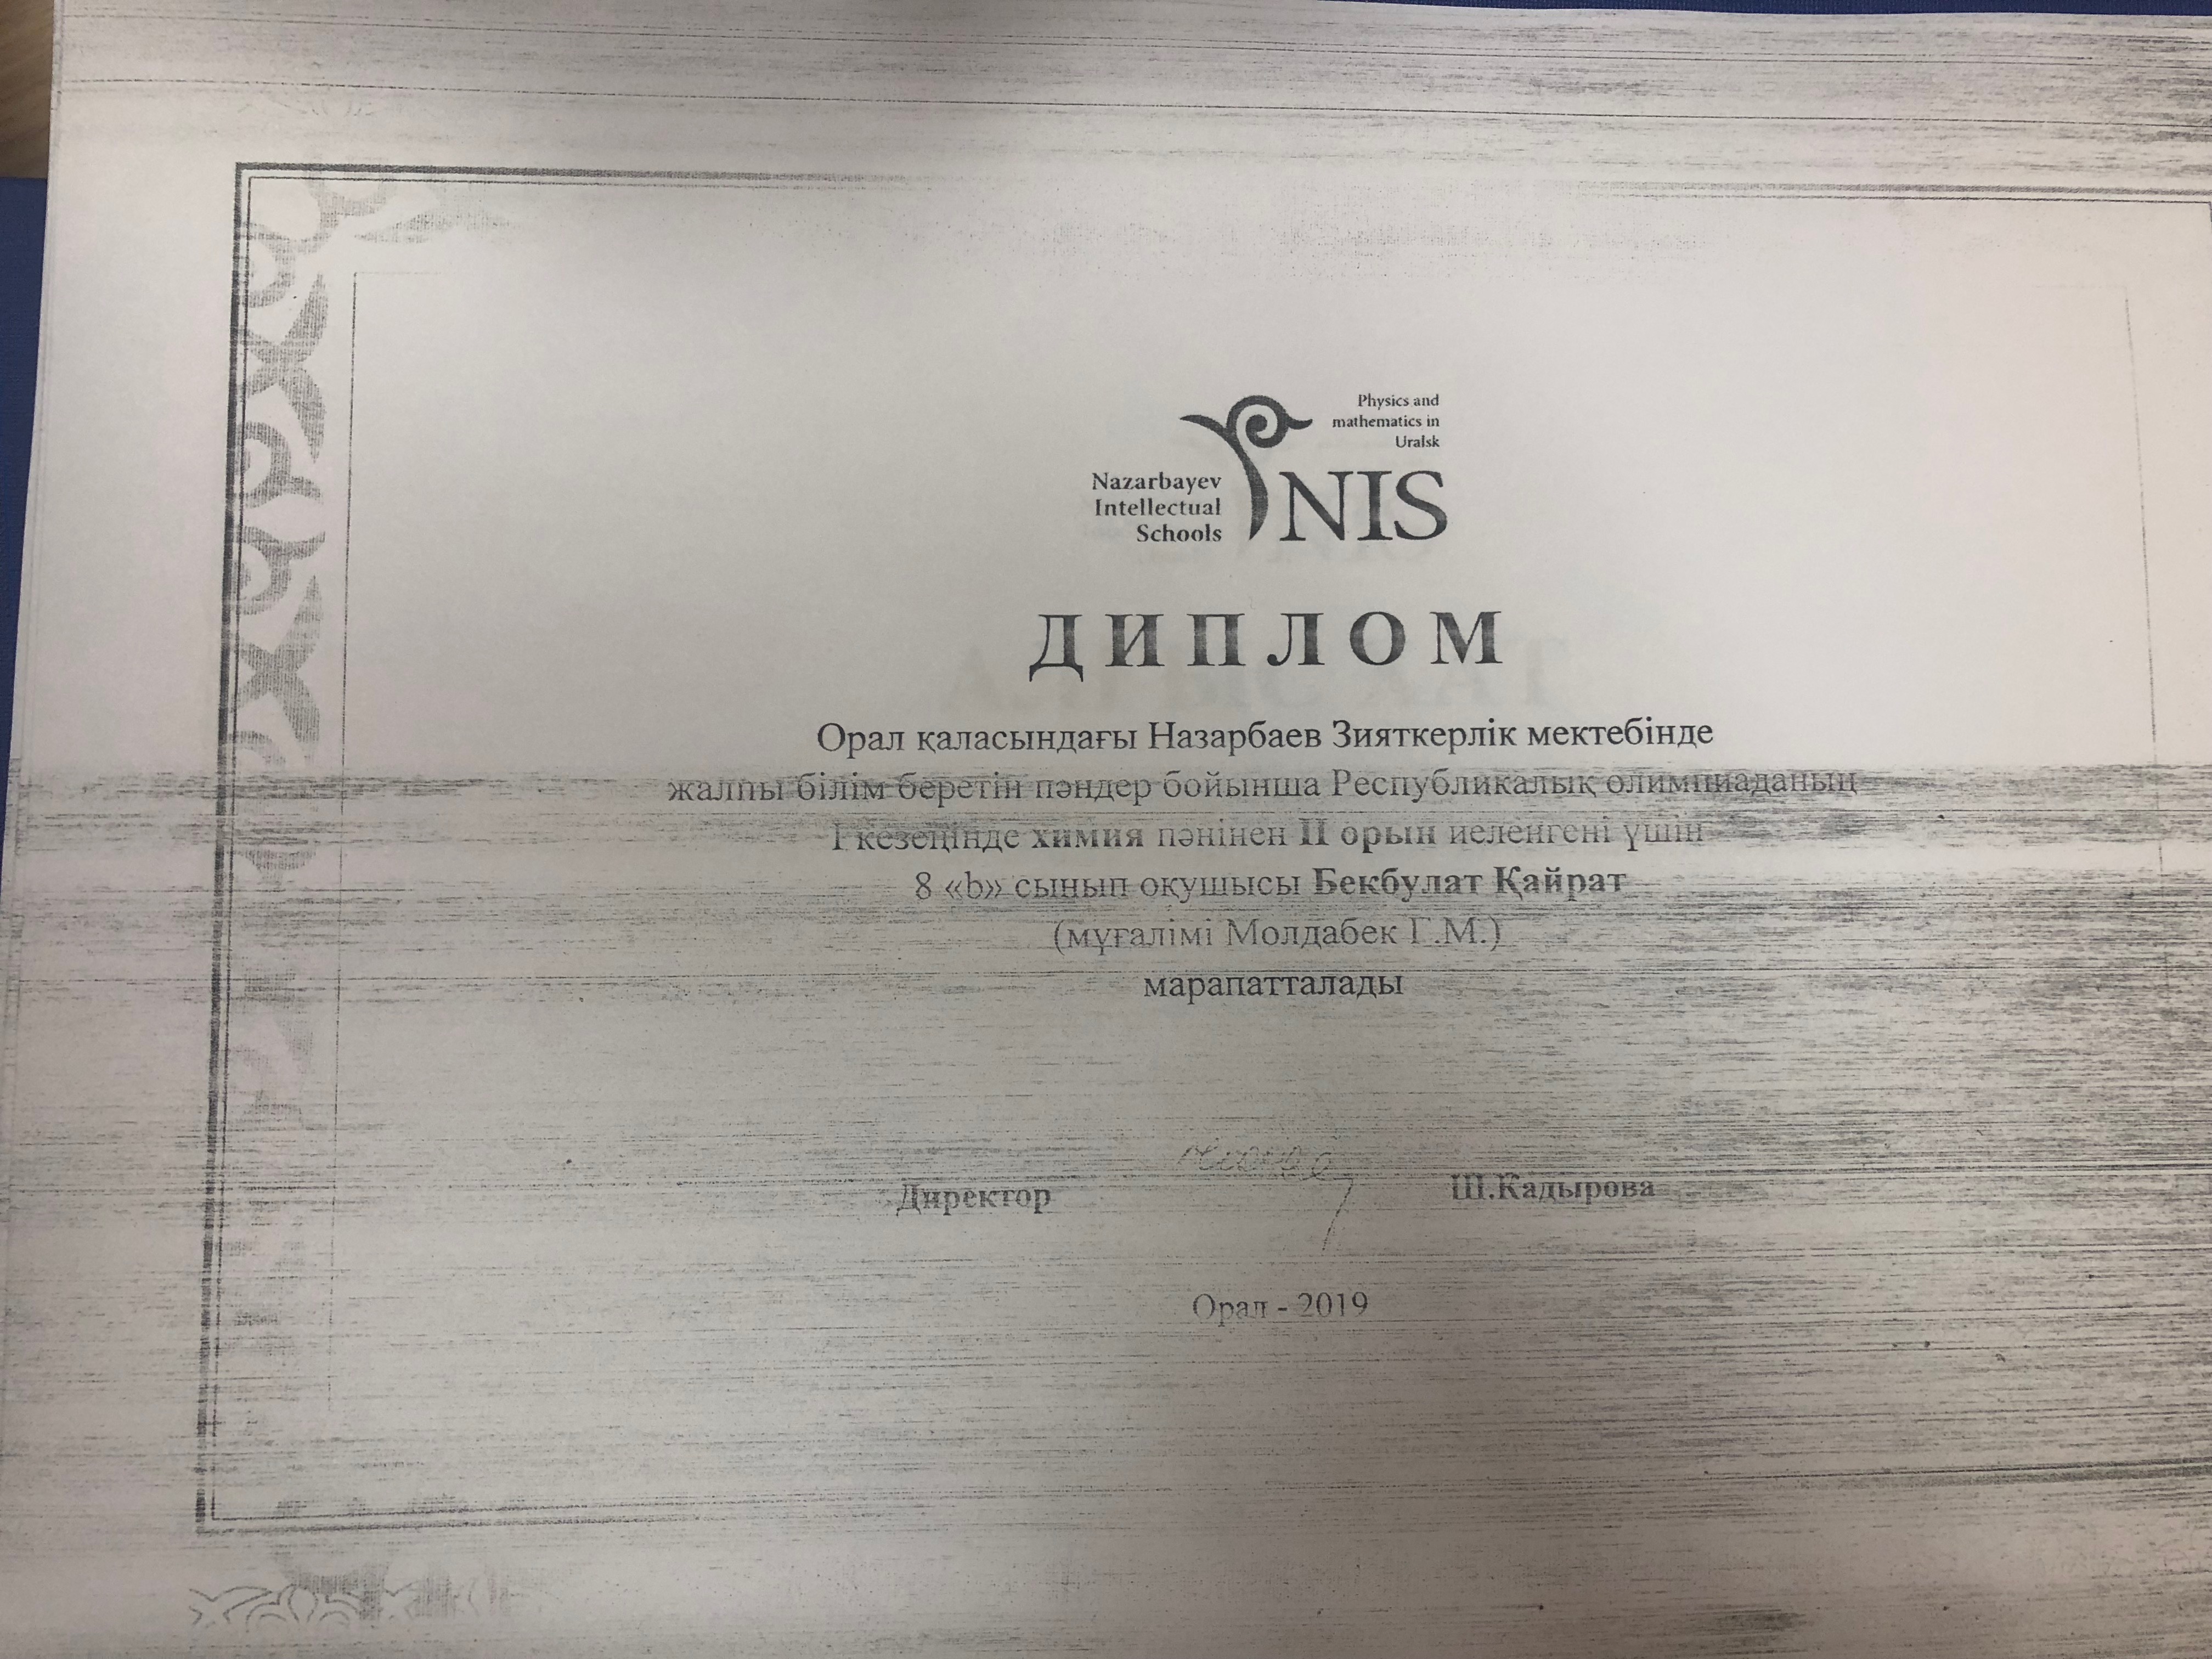 Physics and
mathematics in
Uralsk
Nazarbayev
Intellectual
Schools
NIS
ДИПЛОМ
Орал қаласындағы Назарбаев Зияткерлік мектебінде
жалпы білім беретін пәндер бойынша Республикалық олимпиаданың
І кезеңінде химия пәнінен ІІ орын иеленгені үшін
8 «b» сынып оқушысы Бекбулат Қайрат
(мұғалімі Молдабек Г.М.)
марапатталады
Директор
Ш.Кадырова
Орал - 2019